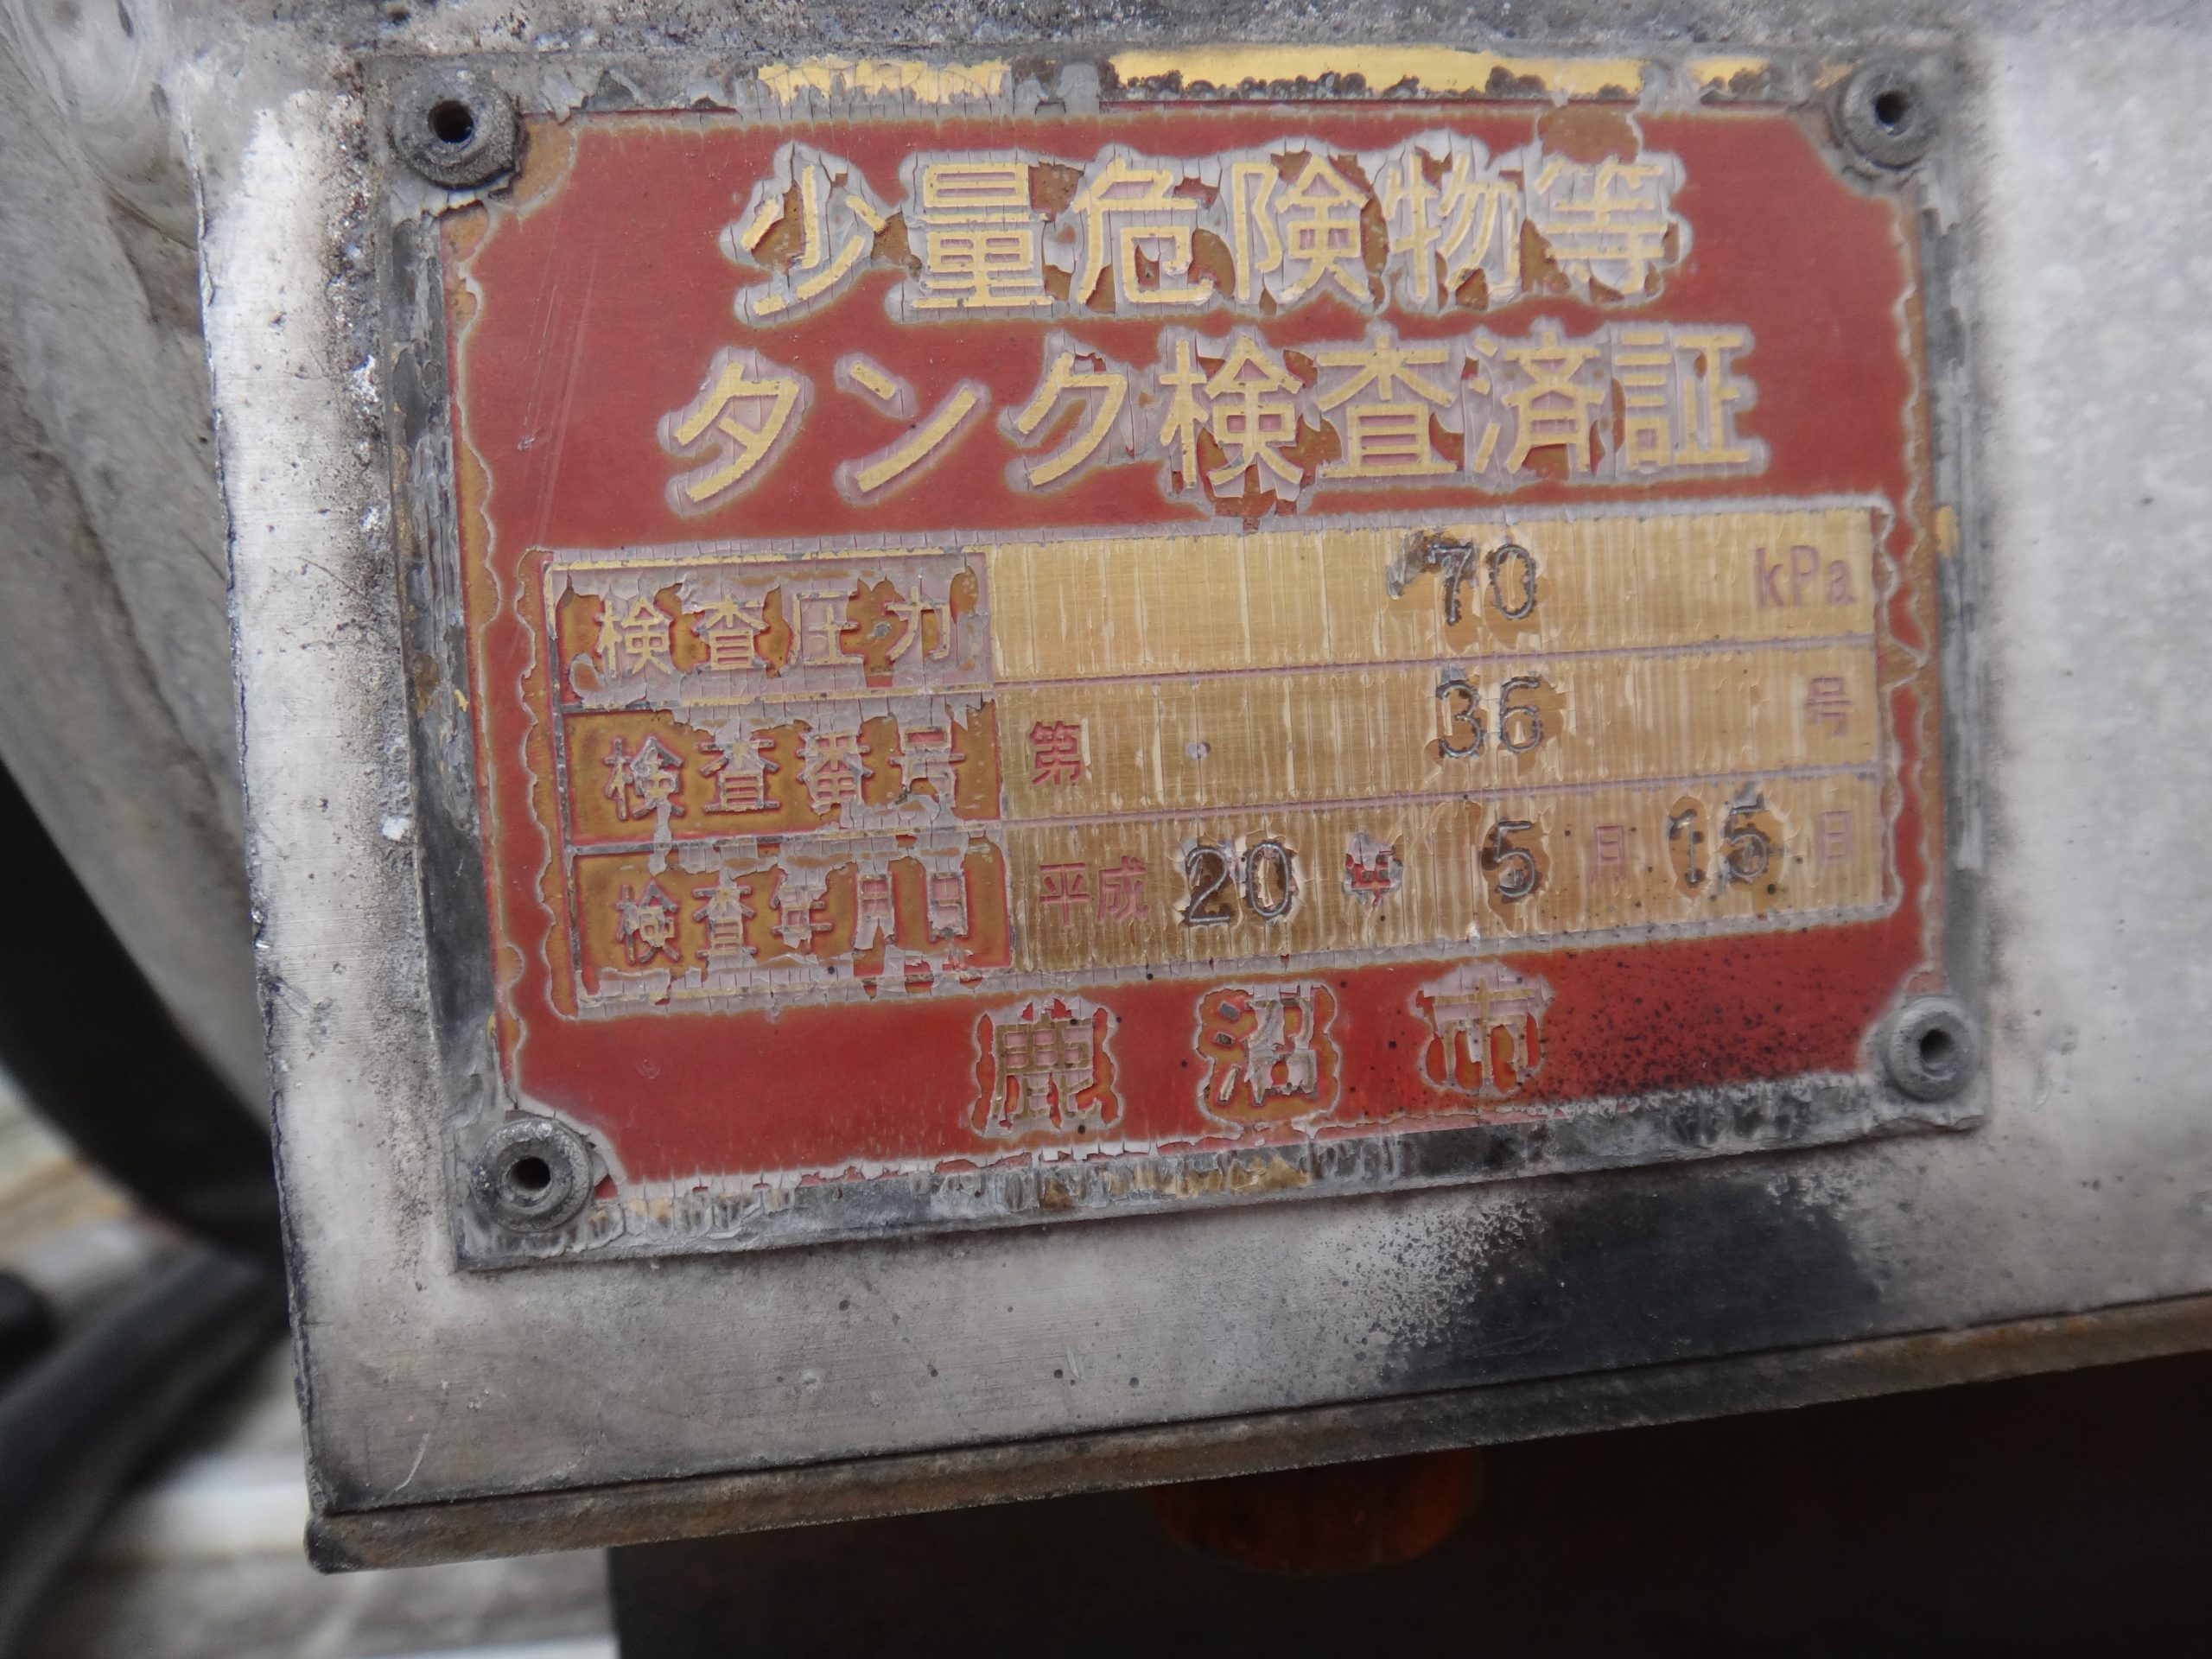 少量危険物等
タンク検査済証
検査圧力 70 kPa
検査番号 第 36 号
検査年月日 平成 20 年 5 月 15 日
鹿沼市